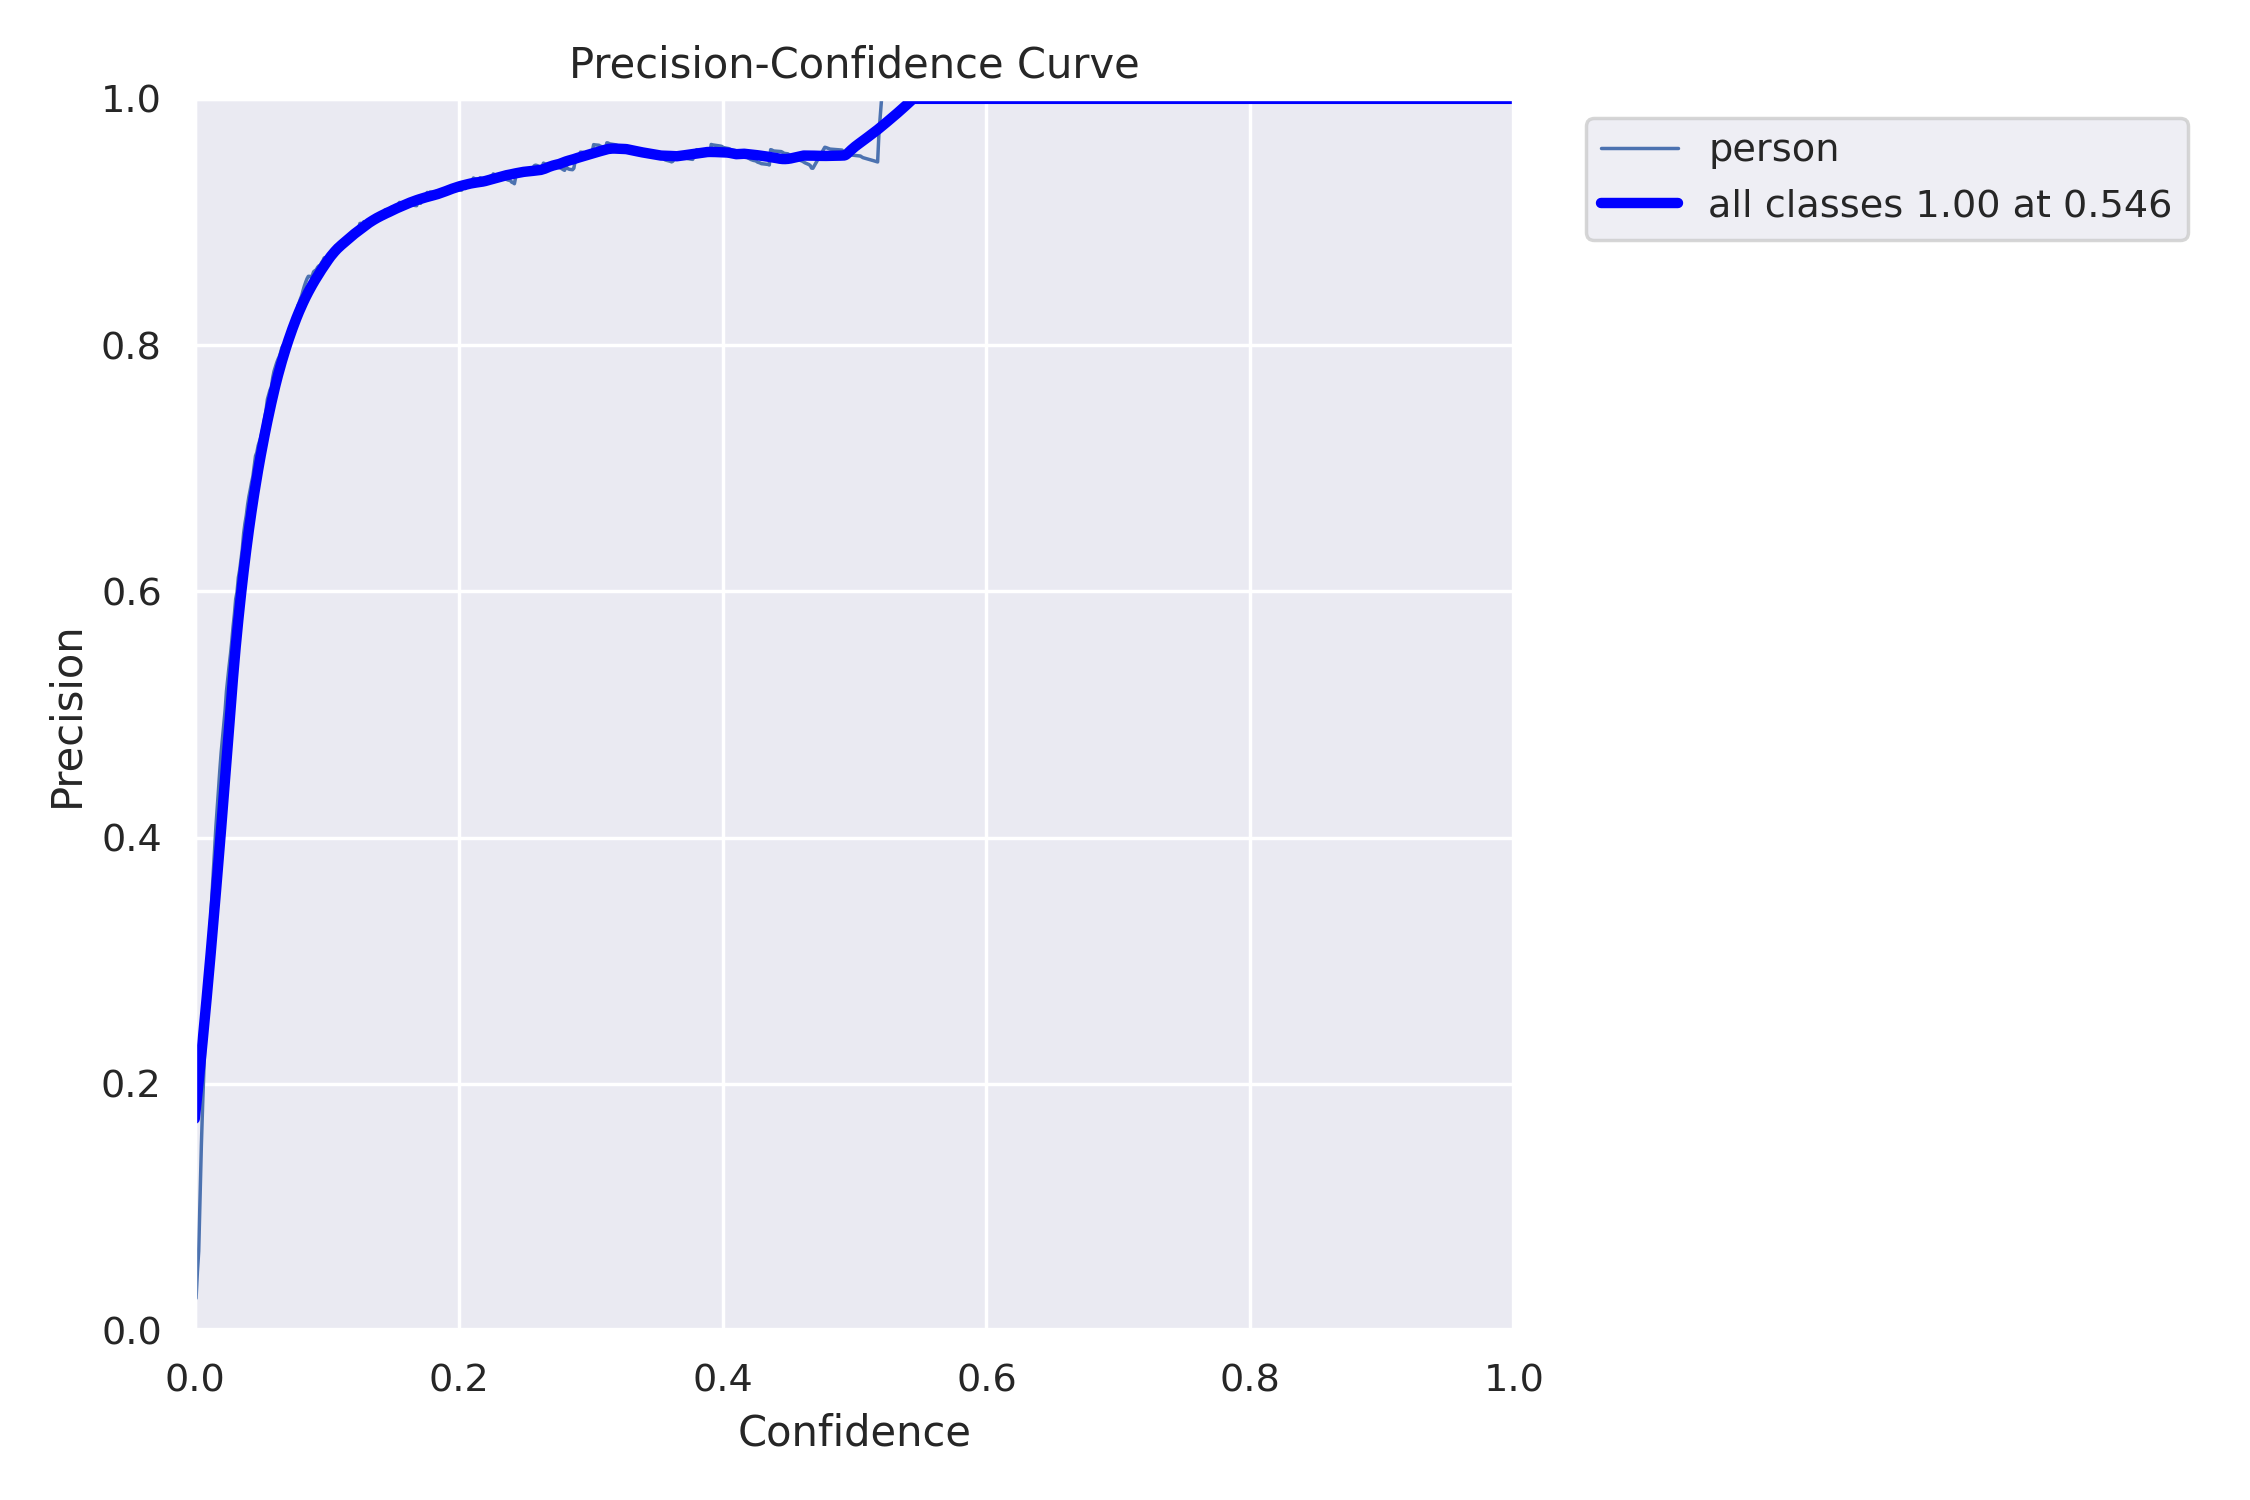 Precision-Confidence Curve
1.0
0.8
0.6
0.4
0.2
0.0
Precision
0.0 0.2 0.4 0.6 0.8 1.0
Confidence
person
all classes 1.00 at 0.546